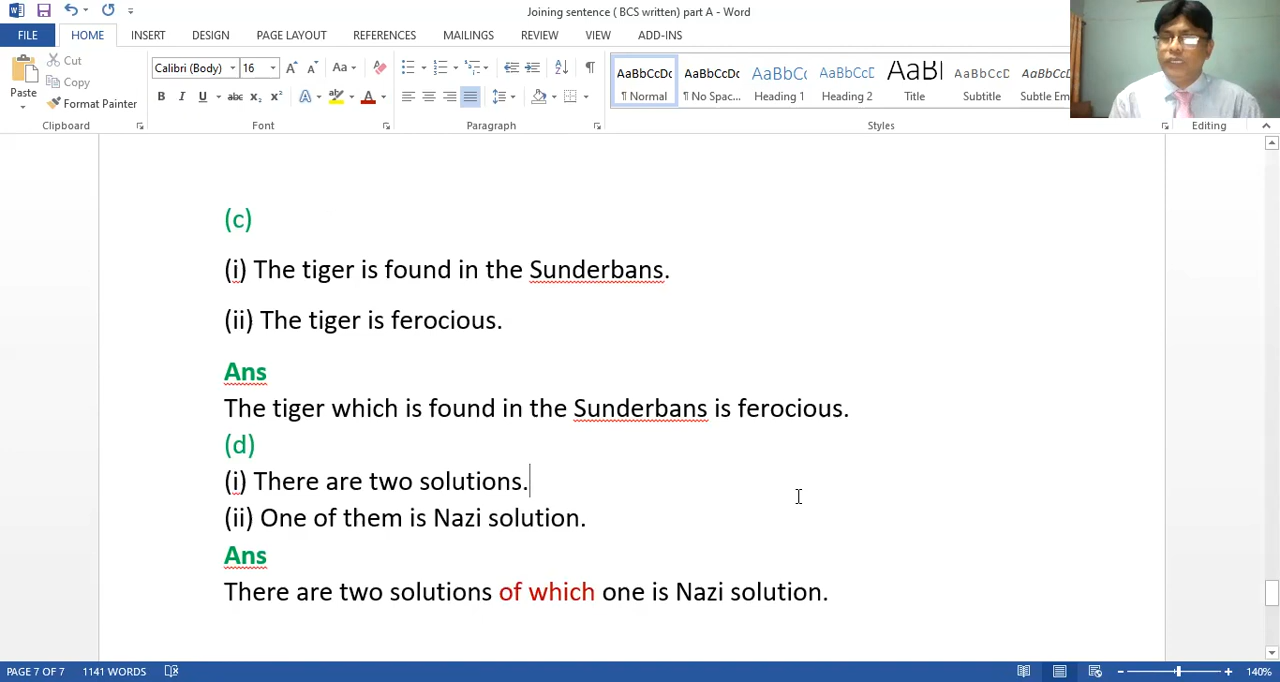 Joining sentence ( BCS written) part A - Word
FILE HOME INSERT DESIGN PAGE LAYOUT REFERENCES MAILINGS REVIEW VIEW ADD-INS
Paste
Cut
Copy
Format Painter
Calibri (Body) 16
AaBbCcDc AaBbCcDc AaBbCc AaBbCcD AaBl AaBbCcD AaBbCcD
¶ Normal ¶ No Spac... Heading 1 Heading 2 Title Subtitle Subtle Em
Clipboard Font Paragraph Styles Editing
(c)
(i) The tiger is found in the Sunderbans.
(ii) The tiger is ferocious.
Ans
The tiger which is found in the Sunderbans is ferocious.
(d)
(i) There are two solutions.
(ii) One of them is Nazi solution.
Ans
There are two solutions of which one is Nazi solution.
PAGE 7 OF 7 1141 WORDS 140%